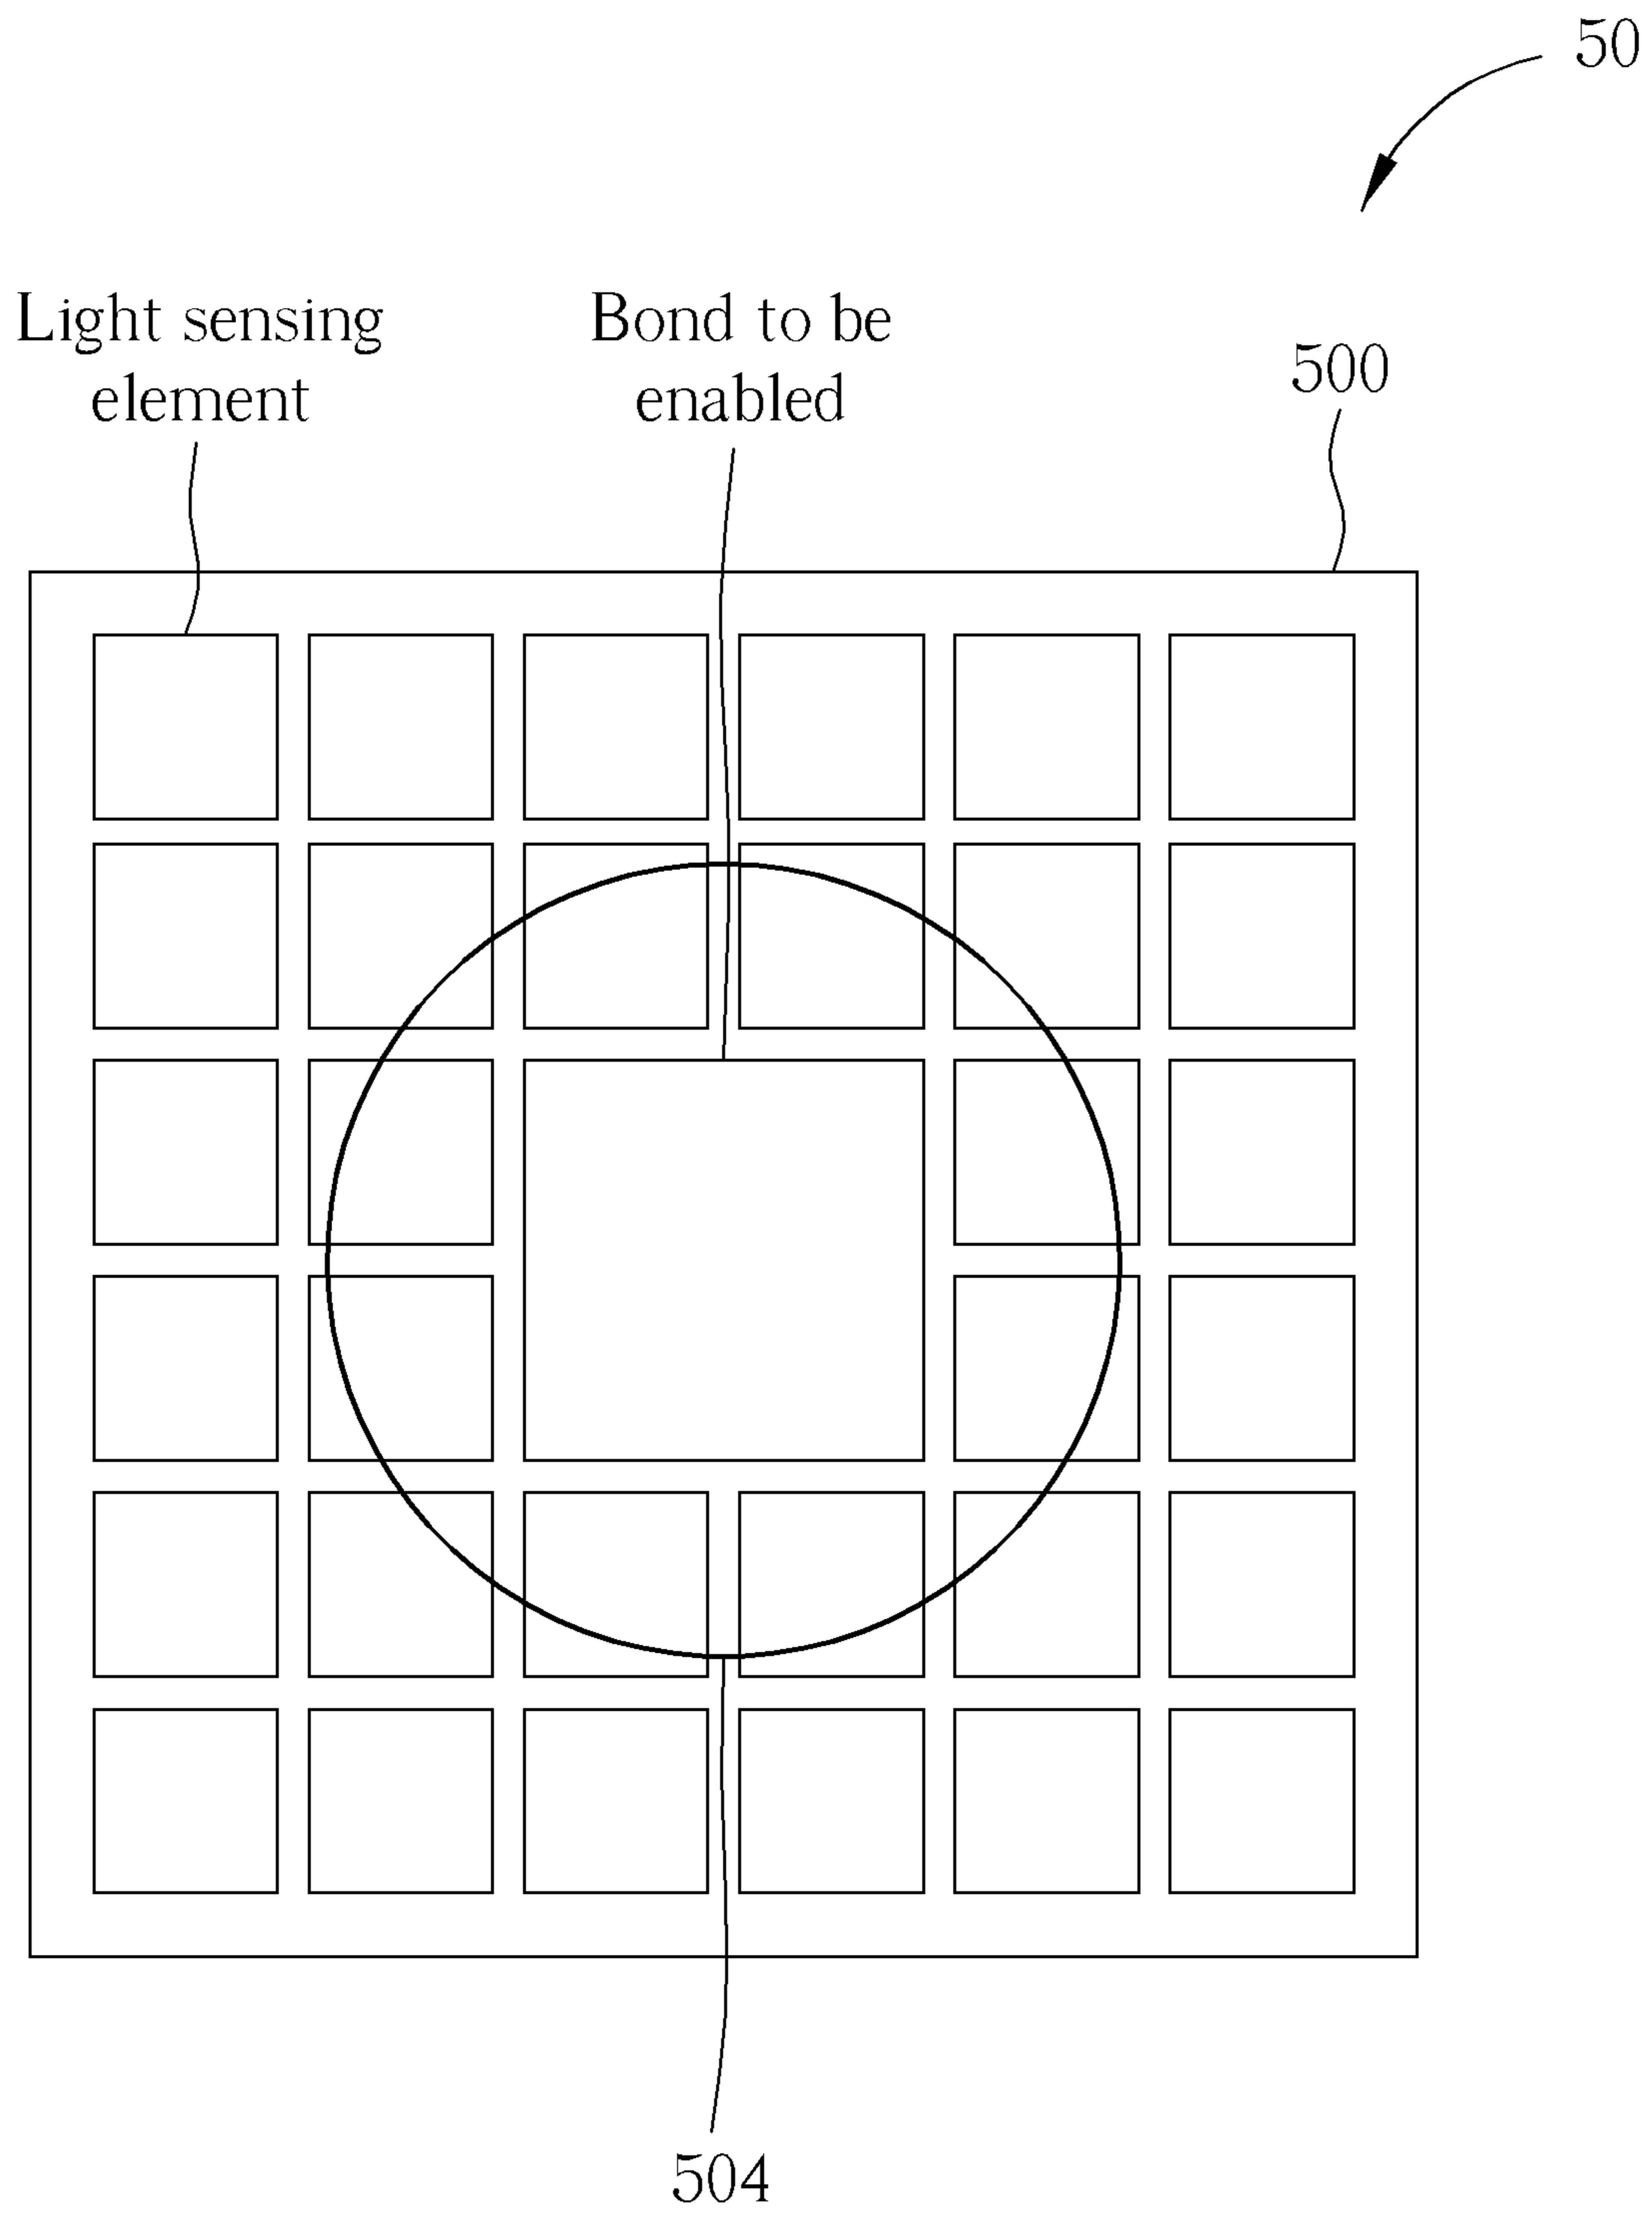 50
Light sensing
element
Bond to be
enabled
500
504